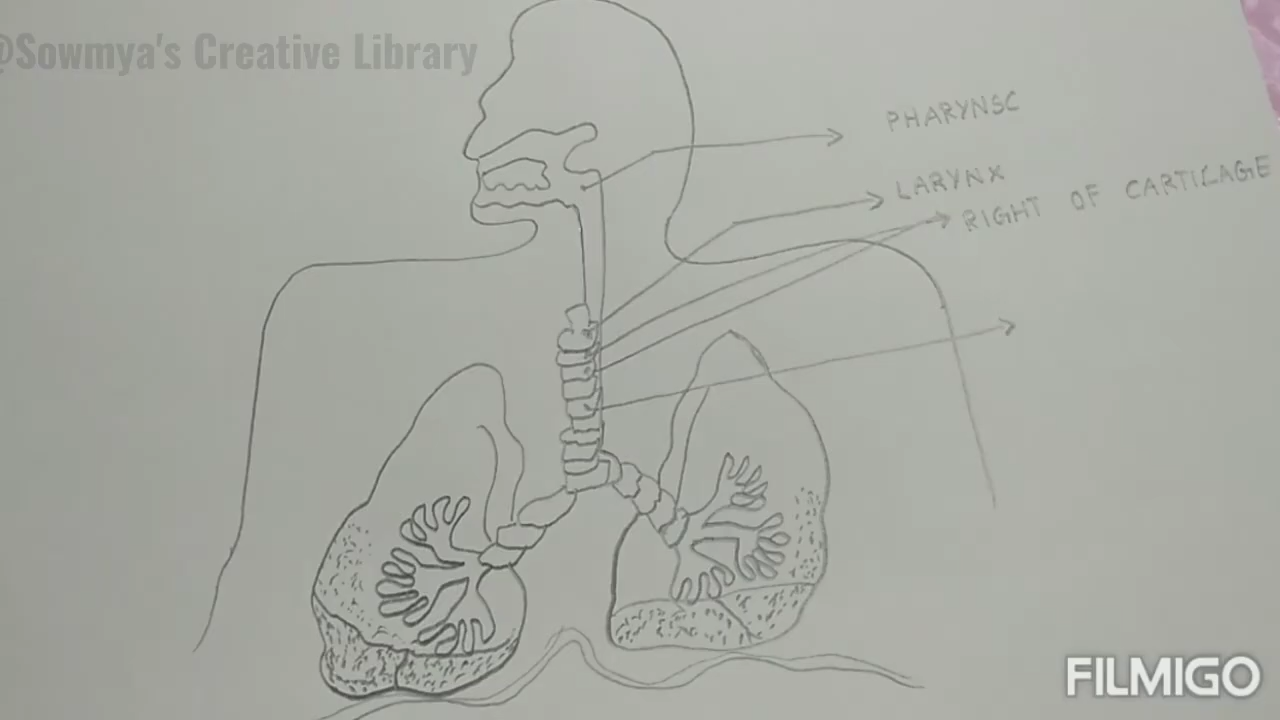 @Sowmya's Creative Library
PHARYNSC
LARYNX
RIGHT OF CARTILAGE
FILMIGO